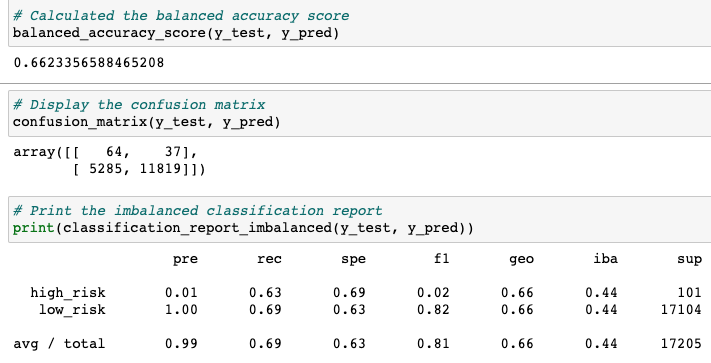 # Calculated the balanced accuracy score
balanced_accuracy_score(y_test, y_pred)
0.6623356588465208
# Display the confusion matrix
confusion_matrix(y_test, y_pred)
array([[   64,    37],
       [ 5285, 11819]])
# Print the imbalanced classification report
print(classification_report_imbalanced(y_test, y_pred))
pre rec spe f1 geo iba sup
high_risk 0.01 0.63 0.69 0.02 0.66 0.44 101
low_risk 1.00 0.69 0.63 0.82 0.66 0.44 17104
avg / total 0.99 0.69 0.63 0.81 0.66 0.44 17205